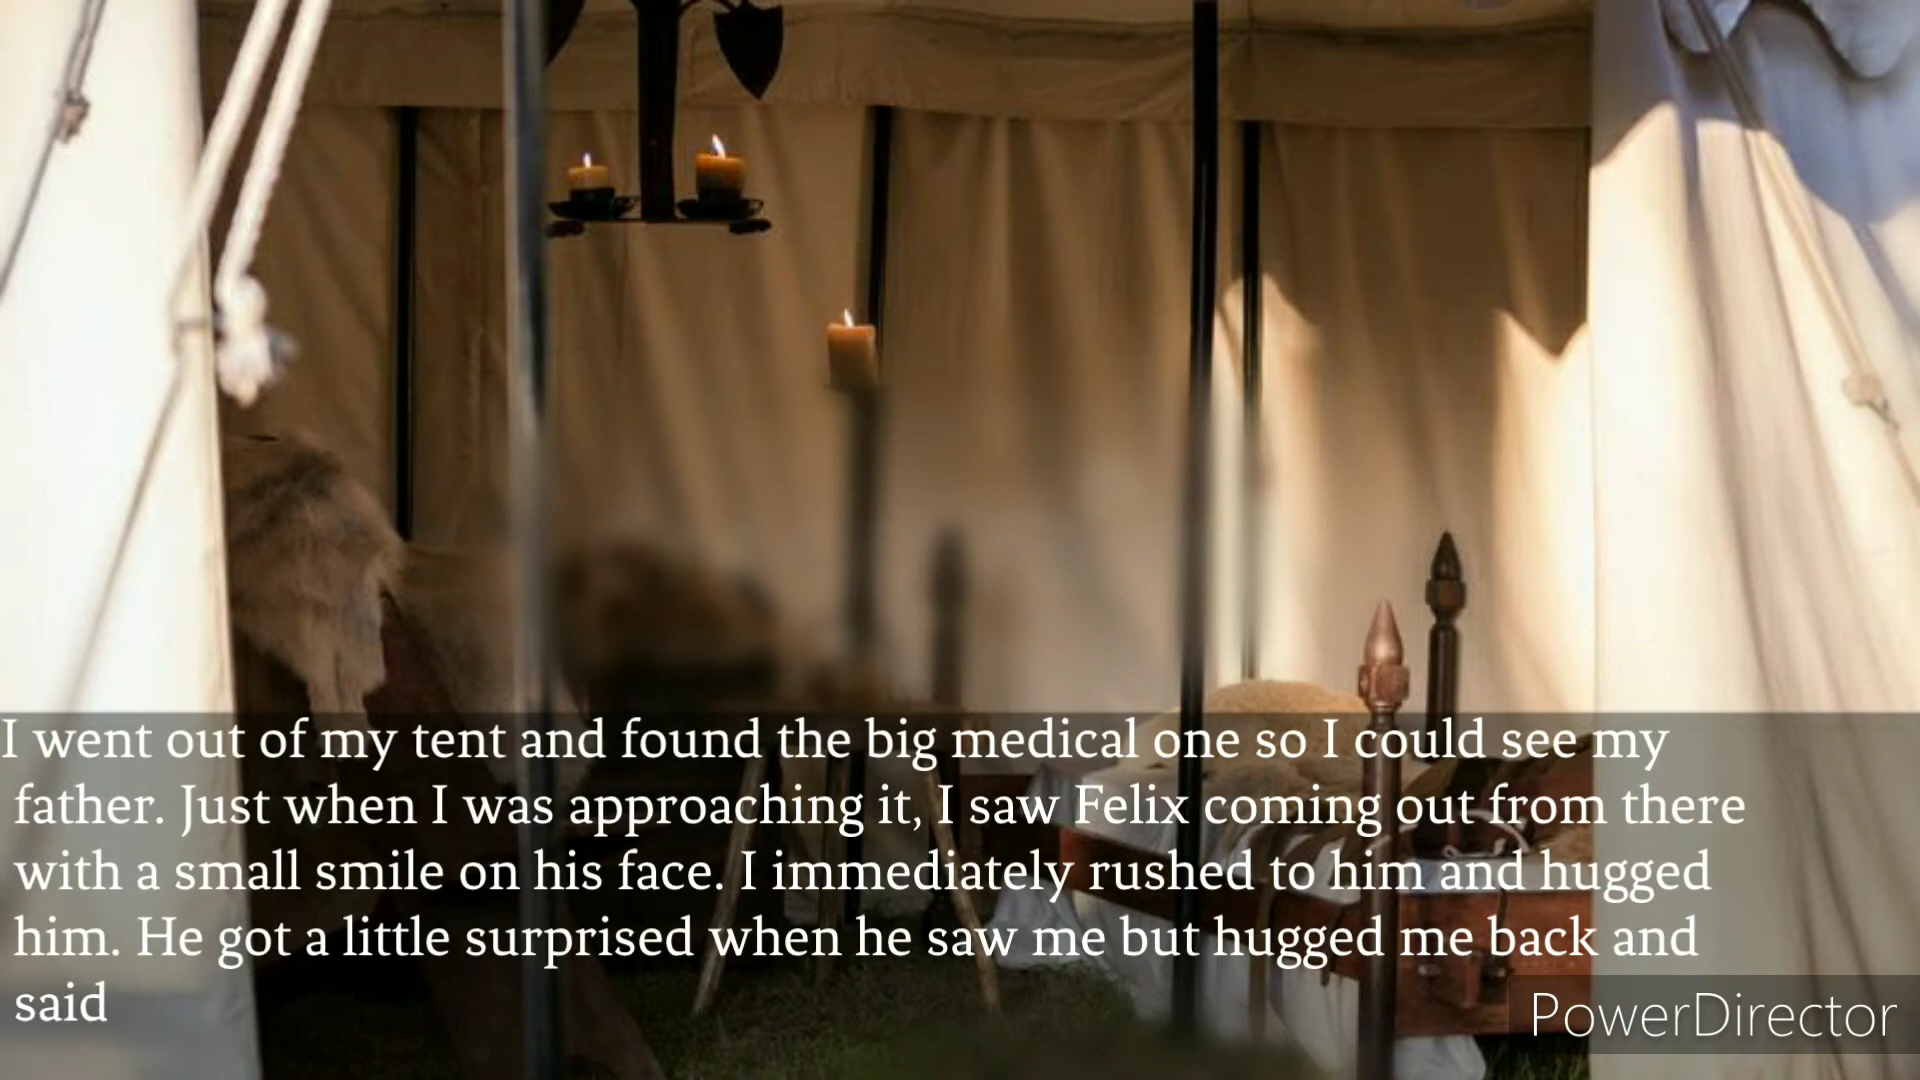 I went out of my tent and found the big medical one so I could see my
father. Just when I was approaching it, I saw Felix coming out from there
with a small smile on his face. I immediately rushed to him and hugged
him. He got a little surprised when he saw me but hugged me back and
said
PowerDirector